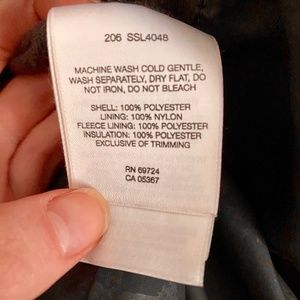 206 SSL4048
MACHINE WASH COLD GENTLE,
WASH SEPARATELY, DRY FLAT, DO
NOT IRON, DO NOT BLEACH
SHELL: 100% POLYESTER
LINING: 100% NYLON
FLEECE LINING: 100% POLYESTER
INSULATION: 100% POLYESTER
EXCLUSIVE OF TRIMMING
RN 69724
CA 05367